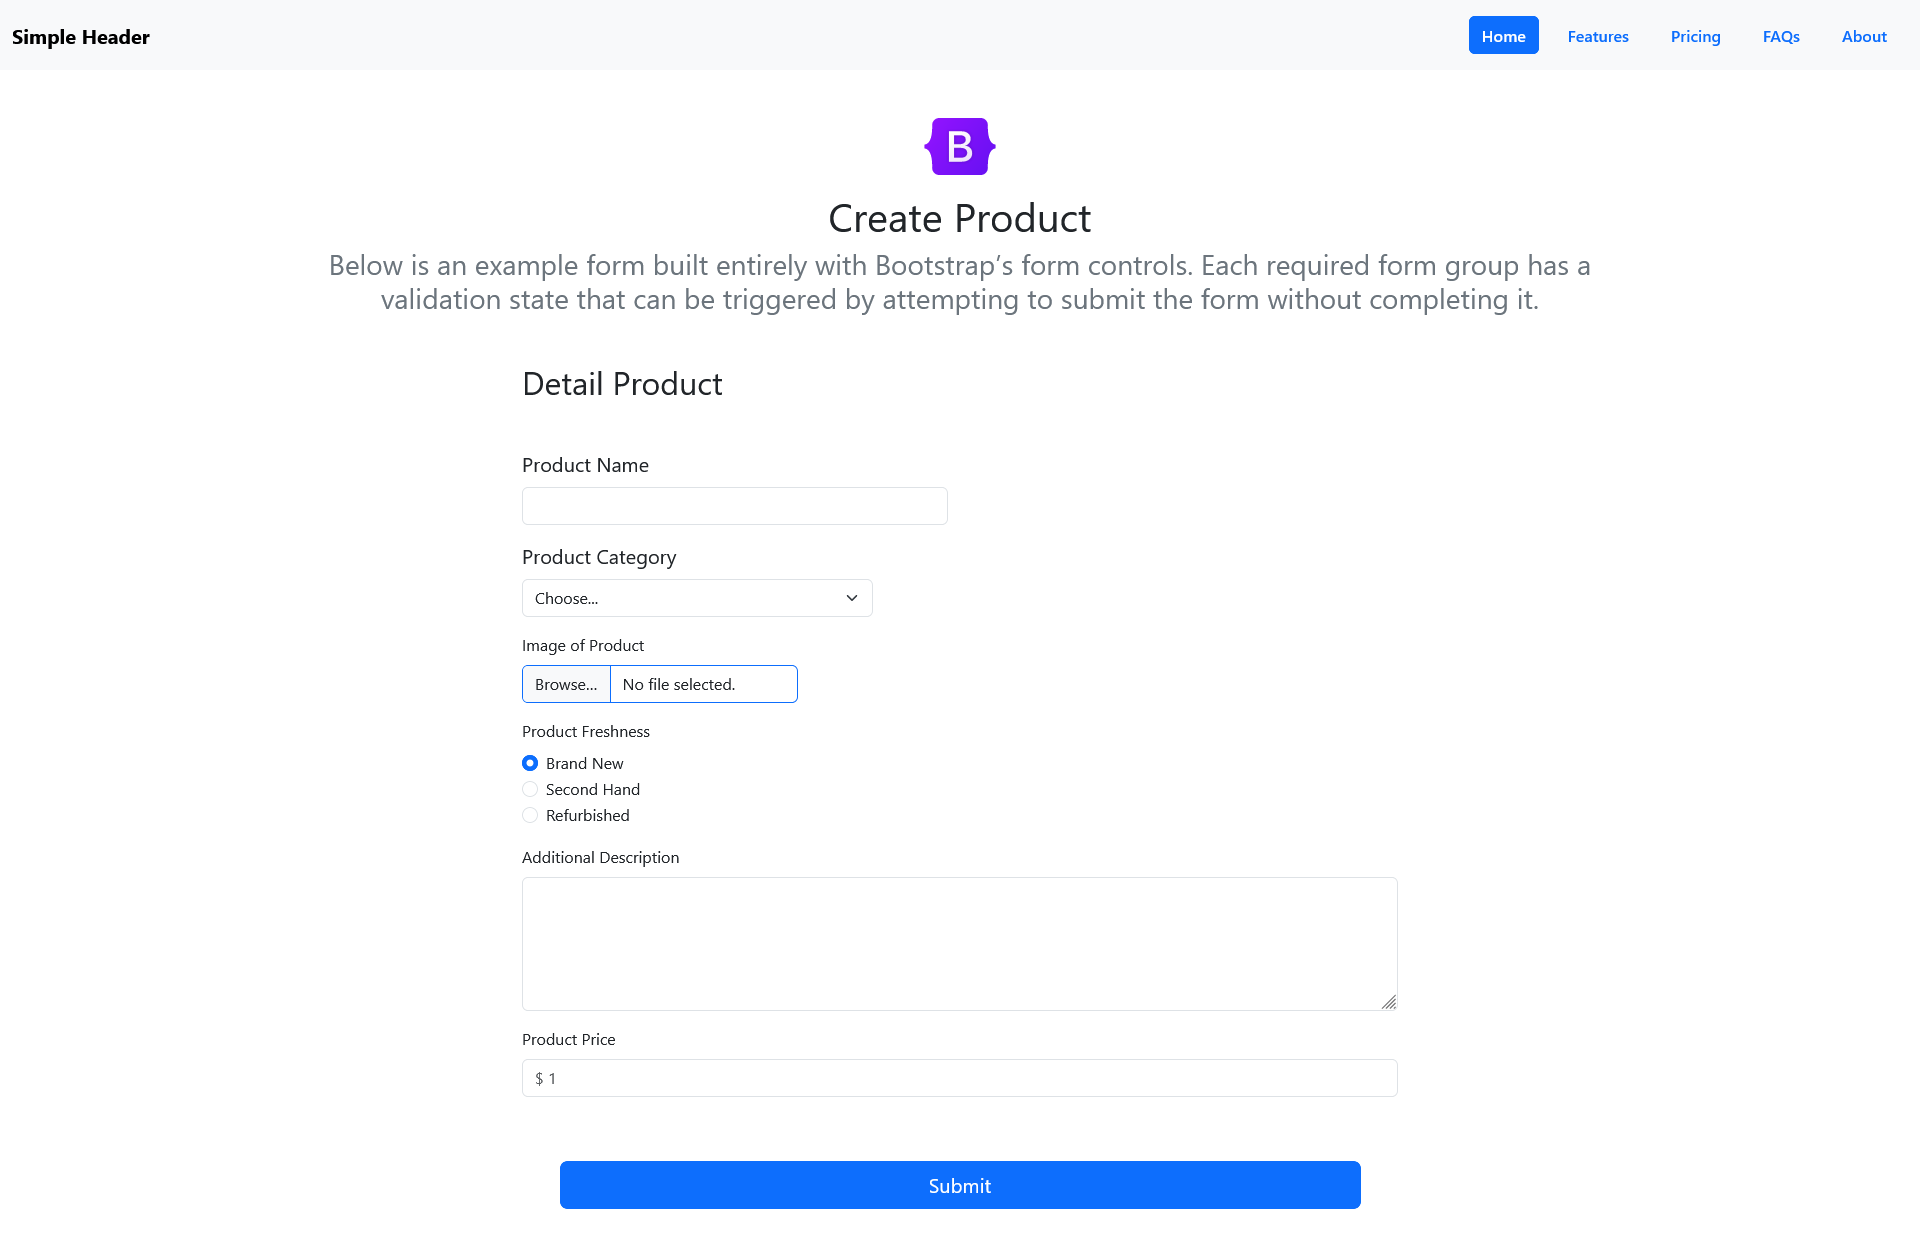 Simple Header
Home
Features
Pricing
FAQs
About
B
Create Product
Below is an example form built entirely with Bootstrap’s form controls. Each required form group has a
validation state that can be triggered by attempting to submit the form without completing it.
Detail Product
Product Name
Product Category
Choose...
Image of Product
Browse... No file selected.
Product Freshness
Brand New
Second Hand
Refurbished
Additional Description
Product Price
$ 1
Submit